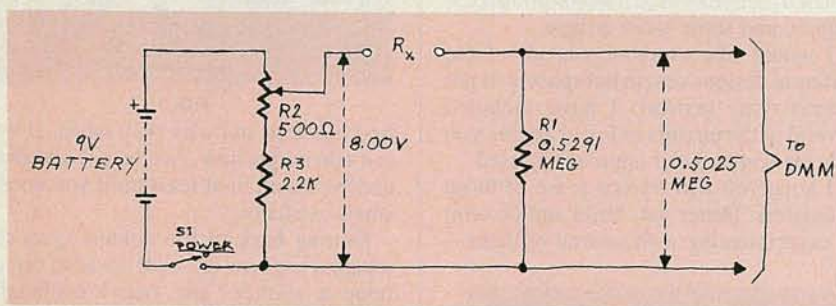 +
9V
BATTERY
S1
POWER
R2
500Ω
R3
2.2K
8.00V
Rx
R1
0.5291
MEG
0.5025
MEG
TO
DMM